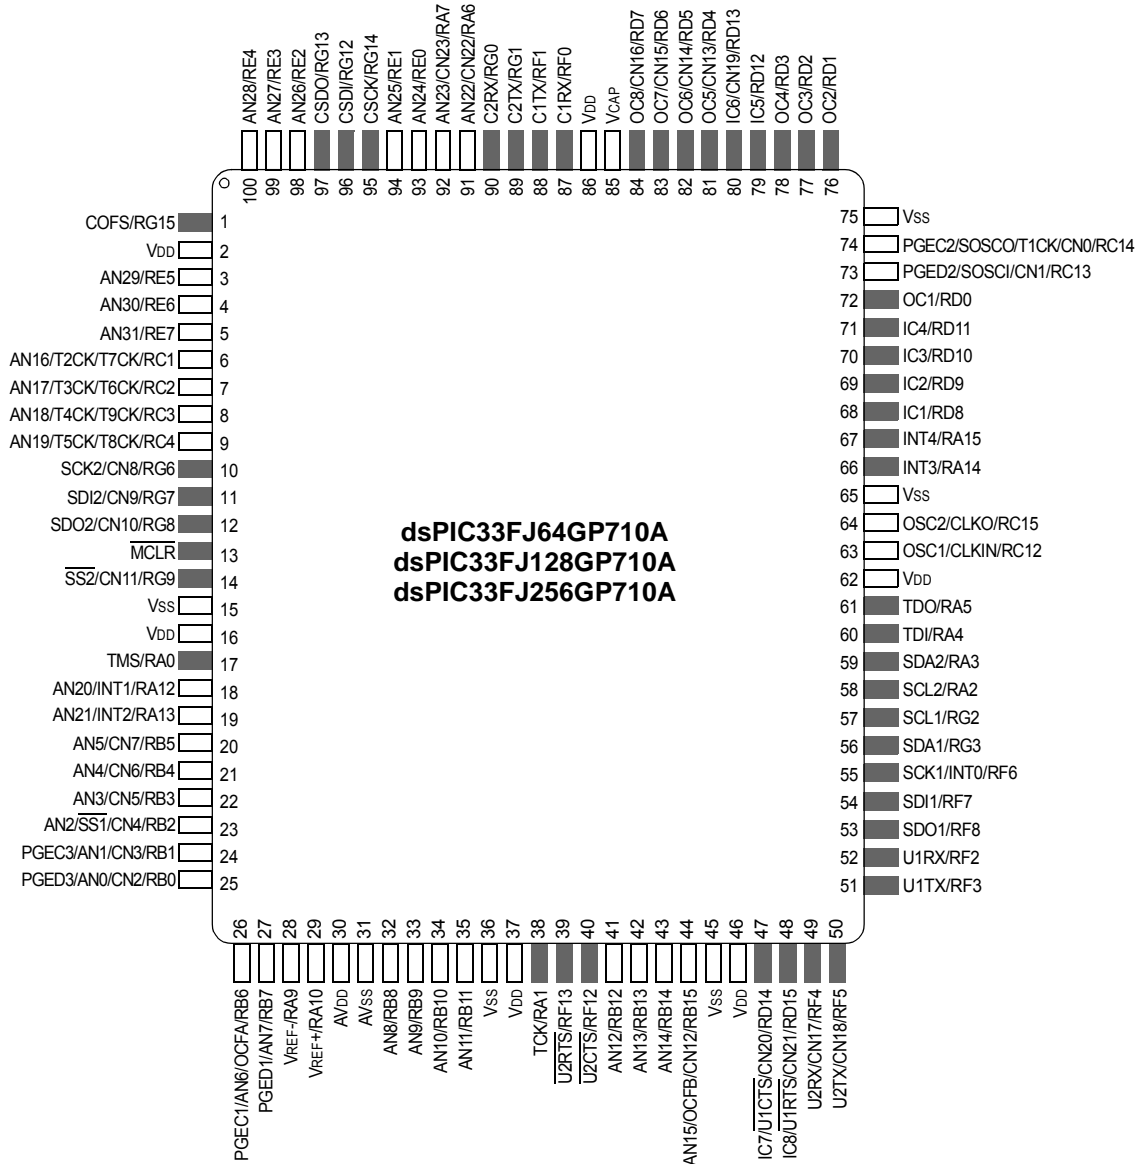 AN28/RE4
AN27/RE3
AN26/RE2
CSDO/RG13
CSDI/RG12
CSCK/RG14
AN25/RE1
AN24/RE0
AN23/CN23/RA7
AN22/CN22/RA6
C2RX/RG0
C2TX/RG1
C1TX/RF1
C1RX/RF0
VDD
VCAP
OC8/CN16/RD7
OC7/CN15/RD6
OC6/CN14/RD5
OC5/CN13/RD4
IC6/CN19/RD13
IC5/RD12
OC4/RD3
OC3/RD2
OC2/RD1
100
99
98
97
96
95
94
93
92
91
90
89
88
87
86
85
84
83
82
81
80
79
78
77
76
COFS/RG15 1
VDD 2
AN29/RE5 3
AN30/RE6 4
AN31/RE7 5
AN16/T2CK/T7CK/RC1 6
AN17/T3CK/T6CK/RC2 7
AN18/T4CK/T9CK/RC3 8
AN19/T5CK/T8CK/RC4 9
SCK2/CN8/RG6 10
SDI2/CN9/RG7 11
SDO2/CN10/RG8 12
MCLR 13
SS2/CN11/RG9 14
VSS 15
VDD 16
TMS/RA0 17
AN20/INT1/RA12 18
AN21/INT2/RA13 19
AN5/CN7/RB5 20
AN4/CN6/RB4 21
AN3/CN5/RB3 22
AN2/SS1/CN4/RB2 23
PGEC3/AN1/CN3/RB1 24
PGED3/AN0/CN2/RB0 25
dsPIC33FJ64GP710A
dsPIC33FJ128GP710A
dsPIC33FJ256GP710A
75 VSS
74 PGEC2/SOSCO/T1CK/CN0/RC14
73 PGED2/SOSCI/CN1/RC13
72 OC1/RD0
71 IC4/RD11
70 IC3/RD10
69 IC2/RD9
68 IC1/RD8
67 INT4/RA15
66 INT3/RA14
65 VSS
64 OSC2/CLKO/RC15
63 OSC1/CLKIN/RC12
62 VDD
61 TDO/RA5
60 TDI/RA4
59 SDA2/RA3
58 SCL2/RA2
57 SCL1/RG2
56 SDA1/RG3
55 SCK1/INT0/RF6
54 SDI1/RF7
53 SDO1/RF8
52 U1RX/RF2
51 U1TX/RF3
26
27
28
29
30
31
32
33
34
35
36
37
38
39
40
41
42
43
44
45
46
47
48
49
50
PGEC1/AN6/OCFA/RB6
PGED1/AN7/RB7
VREF-/RA9
VREF+/RA10
AVDD
AVSS
AN8/RB8
AN9/RB9
AN10/RB10
AN11/RB11
VSS
VDD
TCK/RA1
U2RTS/RF13
U2CTS/RF12
AN12/RB12
AN13/RB13
AN14/RB14
AN15/OCFB/CN12/RB15
VSS
VDD
IC7/U1CTS/CN20/RD14
IC8/U1RTS/CN21/RD15
U2RX/CN17/RF4
U2TX/CN18/RF5